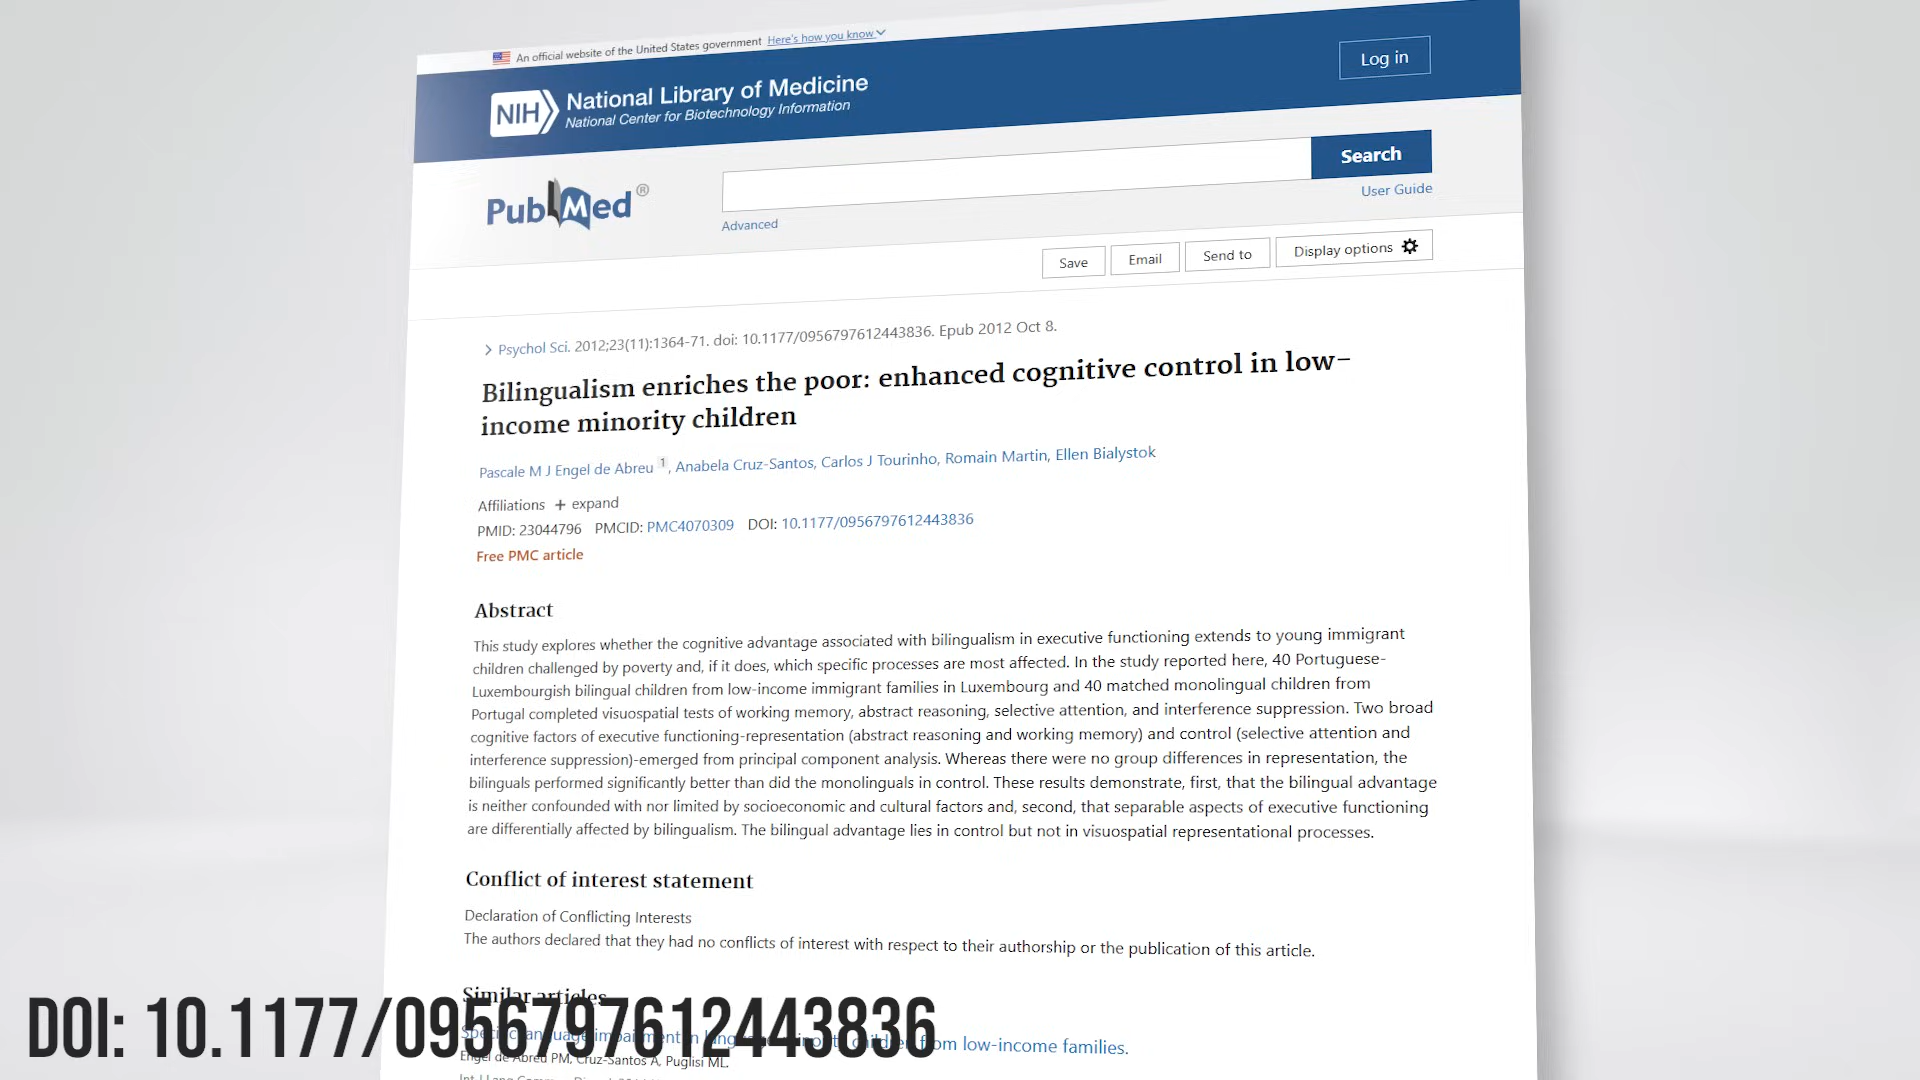 An official website of the United States government Here's how you know
NIH National Library of Medicine
National Center for Biotechnology Information
Log in
PubMed®
Search
Advanced
User Guide
Save Email Send to Display options
Psychol Sci. 2012;23(11):1364-71. doi: 10.1177/0956797612443836. Epub 2012 Oct 8.
Bilingualism enriches the poor: enhanced cognitive control in low-
income minority children
Pascale M J Engel de Abreu 1, Anabela Cruz-Santos, Carlos J Tourinho, Romain Martin, Ellen Bialystok
Affiliations + expand
PMID: 23044796 PMCID: PMC4070309 DOI: 10.1177/0956797612443836
Free PMC article
Abstract
This study explores whether the cognitive advantage associated with bilingualism in executive functioning extends to young immigrant
children challenged by poverty and, if it does, which specific processes are most affected. In the study reported here, 40 Portuguese-
Luxembourgish bilingual children from low-income immigrant families in Luxembourg and 40 matched monolingual children from
Portugal completed visuospatial tests of working memory, abstract reasoning, selective attention, and interference suppression. Two broad
cognitive factors of executive functioning-representation (abstract reasoning and working memory) and control (selective attention and
interference suppression)-emerged from principal component analysis. Whereas there were no group differences in representation, the
bilinguals performed significantly better than did the monolinguals in control. These results demonstrate, first, that the bilingual advantage
is neither confounded with nor limited by socioeconomic and cultural factors and, second, that separable aspects of executive functioning
are differentially affected by bilingualism. The bilingual advantage lies in control but not in visuospatial representational processes.
Conflict of interest statement
Declaration of Conflicting Interests
The authors declared that they had no conflicts of interest with respect to their authorship or the publication of this article.
Similar articles
DOI: 10.1177/0956797612443836
Specific language impairment in language minority children from low-income families.
Engel de Abreu PM, Cruz-Santos A, Puglisi ML.